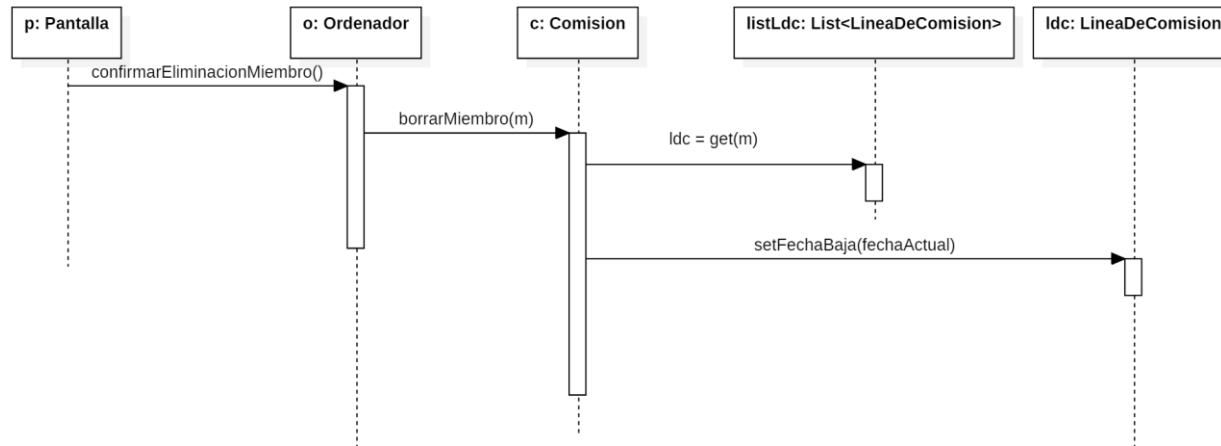 p: Pantalla
o: Ordenador
c: Comision
listLdc: List<LineaDeComision>
ldc: LineaDeComision
confirmarEliminacionMiembro()
borrarMiembro(m)
ldc = get(m)
setFechaBaja(fechaActual)